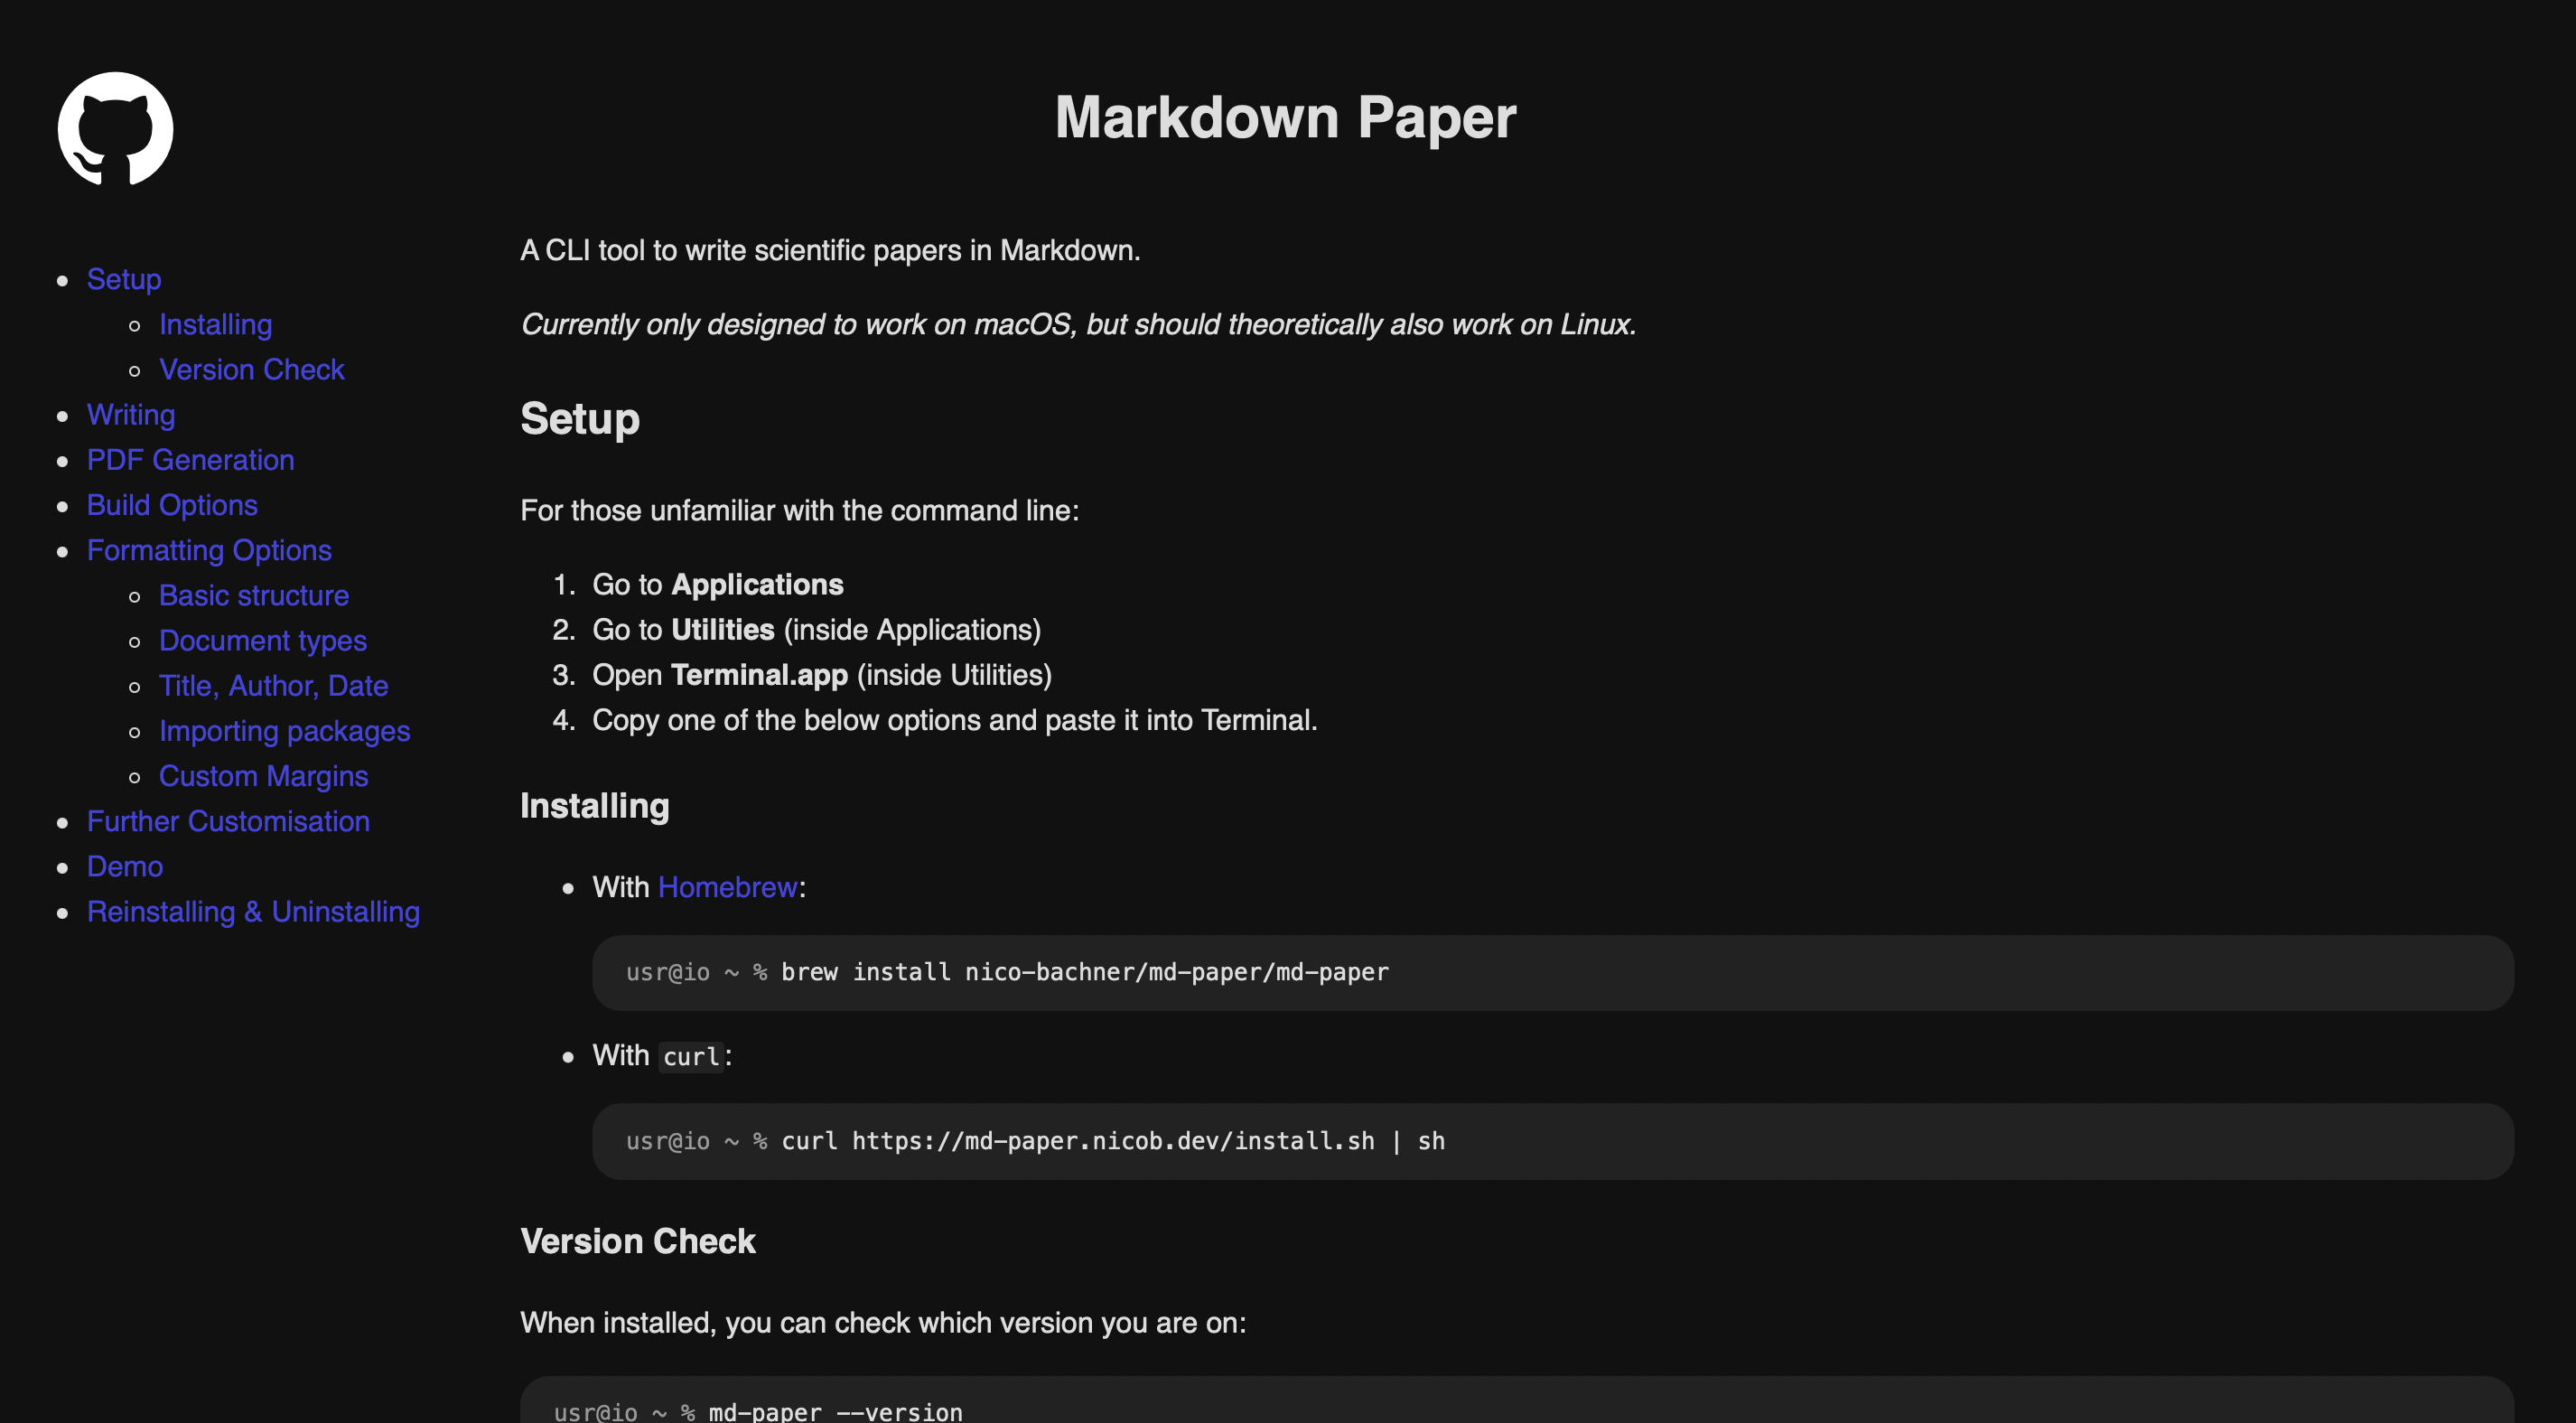 Markdown Paper
Setup
Installing
Version Check
Writing
PDF Generation
Build Options
Formatting Options
Basic structure
Document types
Title, Author, Date
Importing packages
Custom Margins
Further Customisation
Demo
Reinstalling & Uninstalling
A CLI tool to write scientific papers in Markdown.
Currently only designed to work on macOS, but should theoretically also work on Linux.
Setup
For those unfamiliar with the command line:
1. Go to Applications
2. Go to Utilities (inside Applications)
3. Open Terminal.app (inside Utilities)
4. Copy one of the below options and paste it into Terminal.
Installing
With Homebrew:
usr@io ~ % brew install nico-bachner/md-paper/md-paper
With curl:
usr@io ~ % curl https://md-paper.nicob.dev/install.sh | sh
Version Check
When installed, you can check which version you are on:
usr@io ~ % md-paper --version